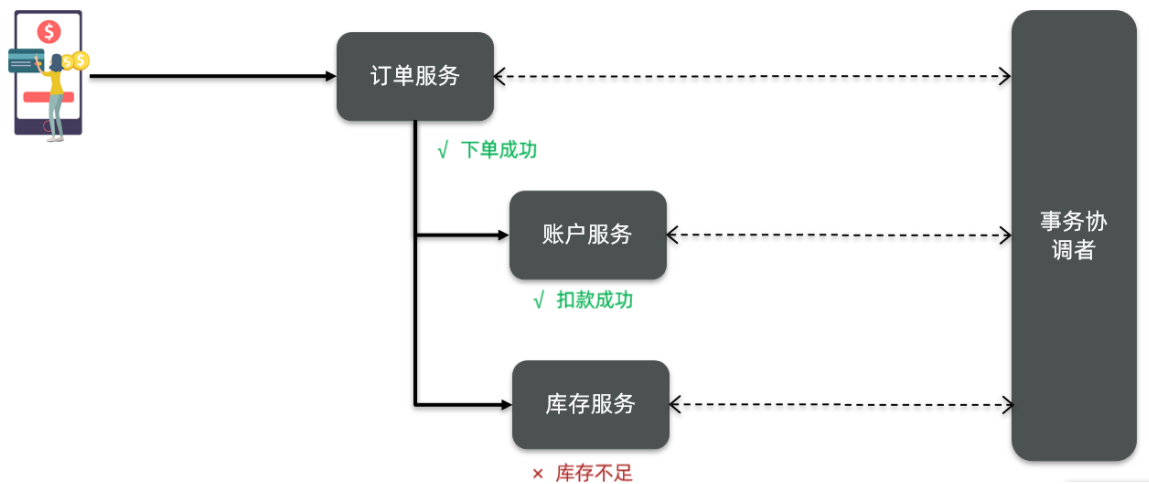 $
$
$
订单服务
√ 下单成功
账户服务
√ 扣款成功
库存服务
× 库存不足
事务协
调者